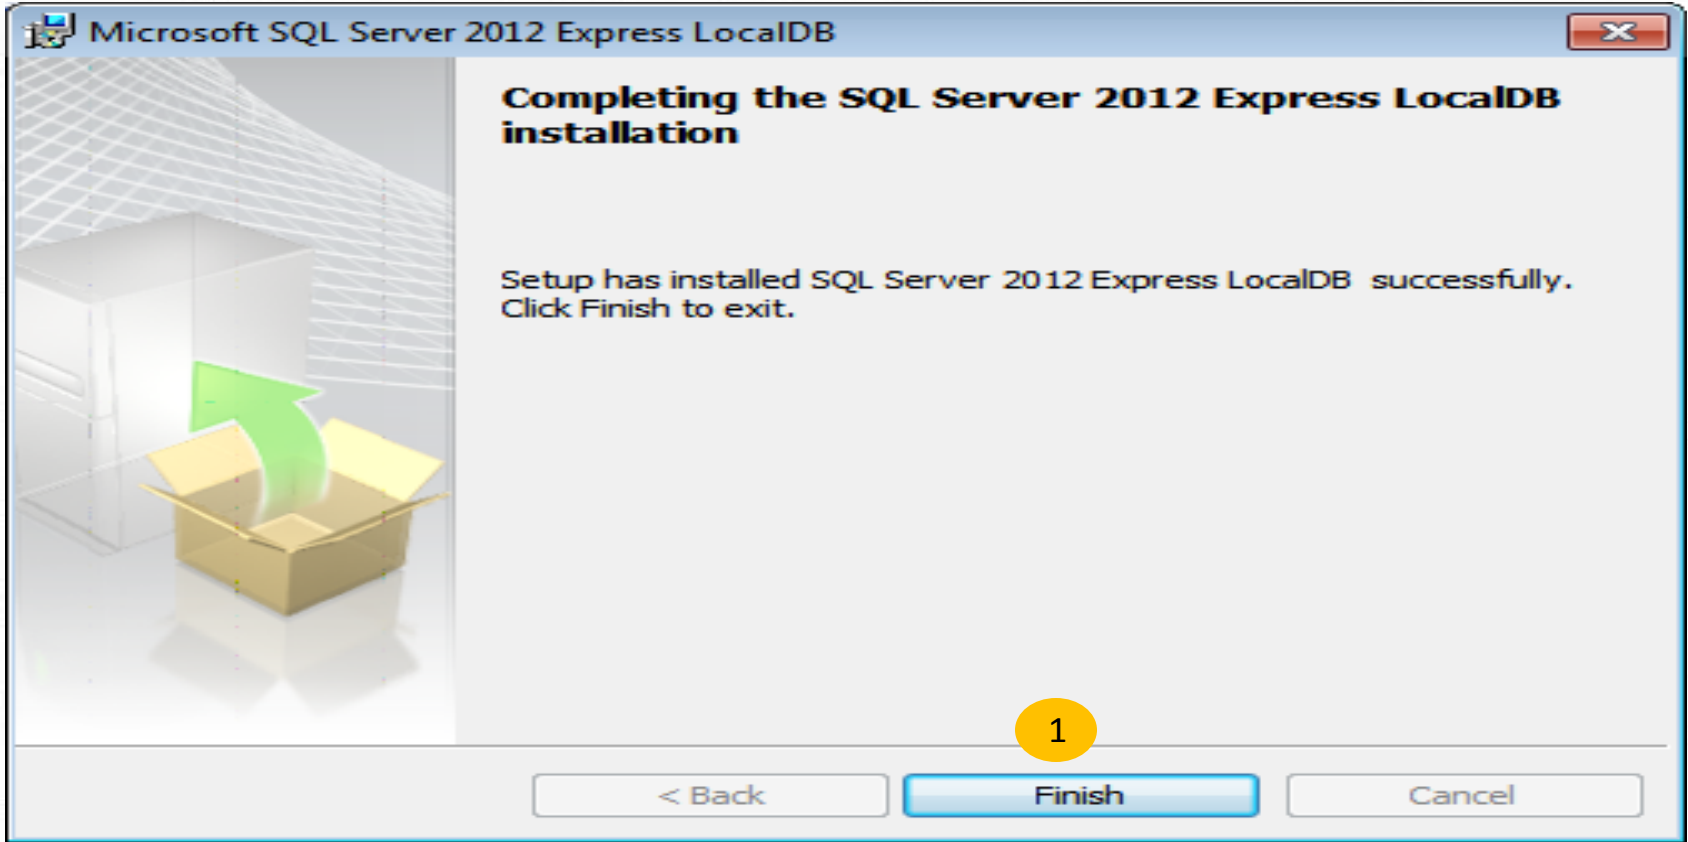 Microsoft SQL Server 2012 Express LocalDB
Completing the SQL Server 2012 Express LocalDB
installation
Setup has installed SQL Server 2012 Express LocalDB  successfully.
Click Finish to exit.
1
< Back
Finish
Cancel